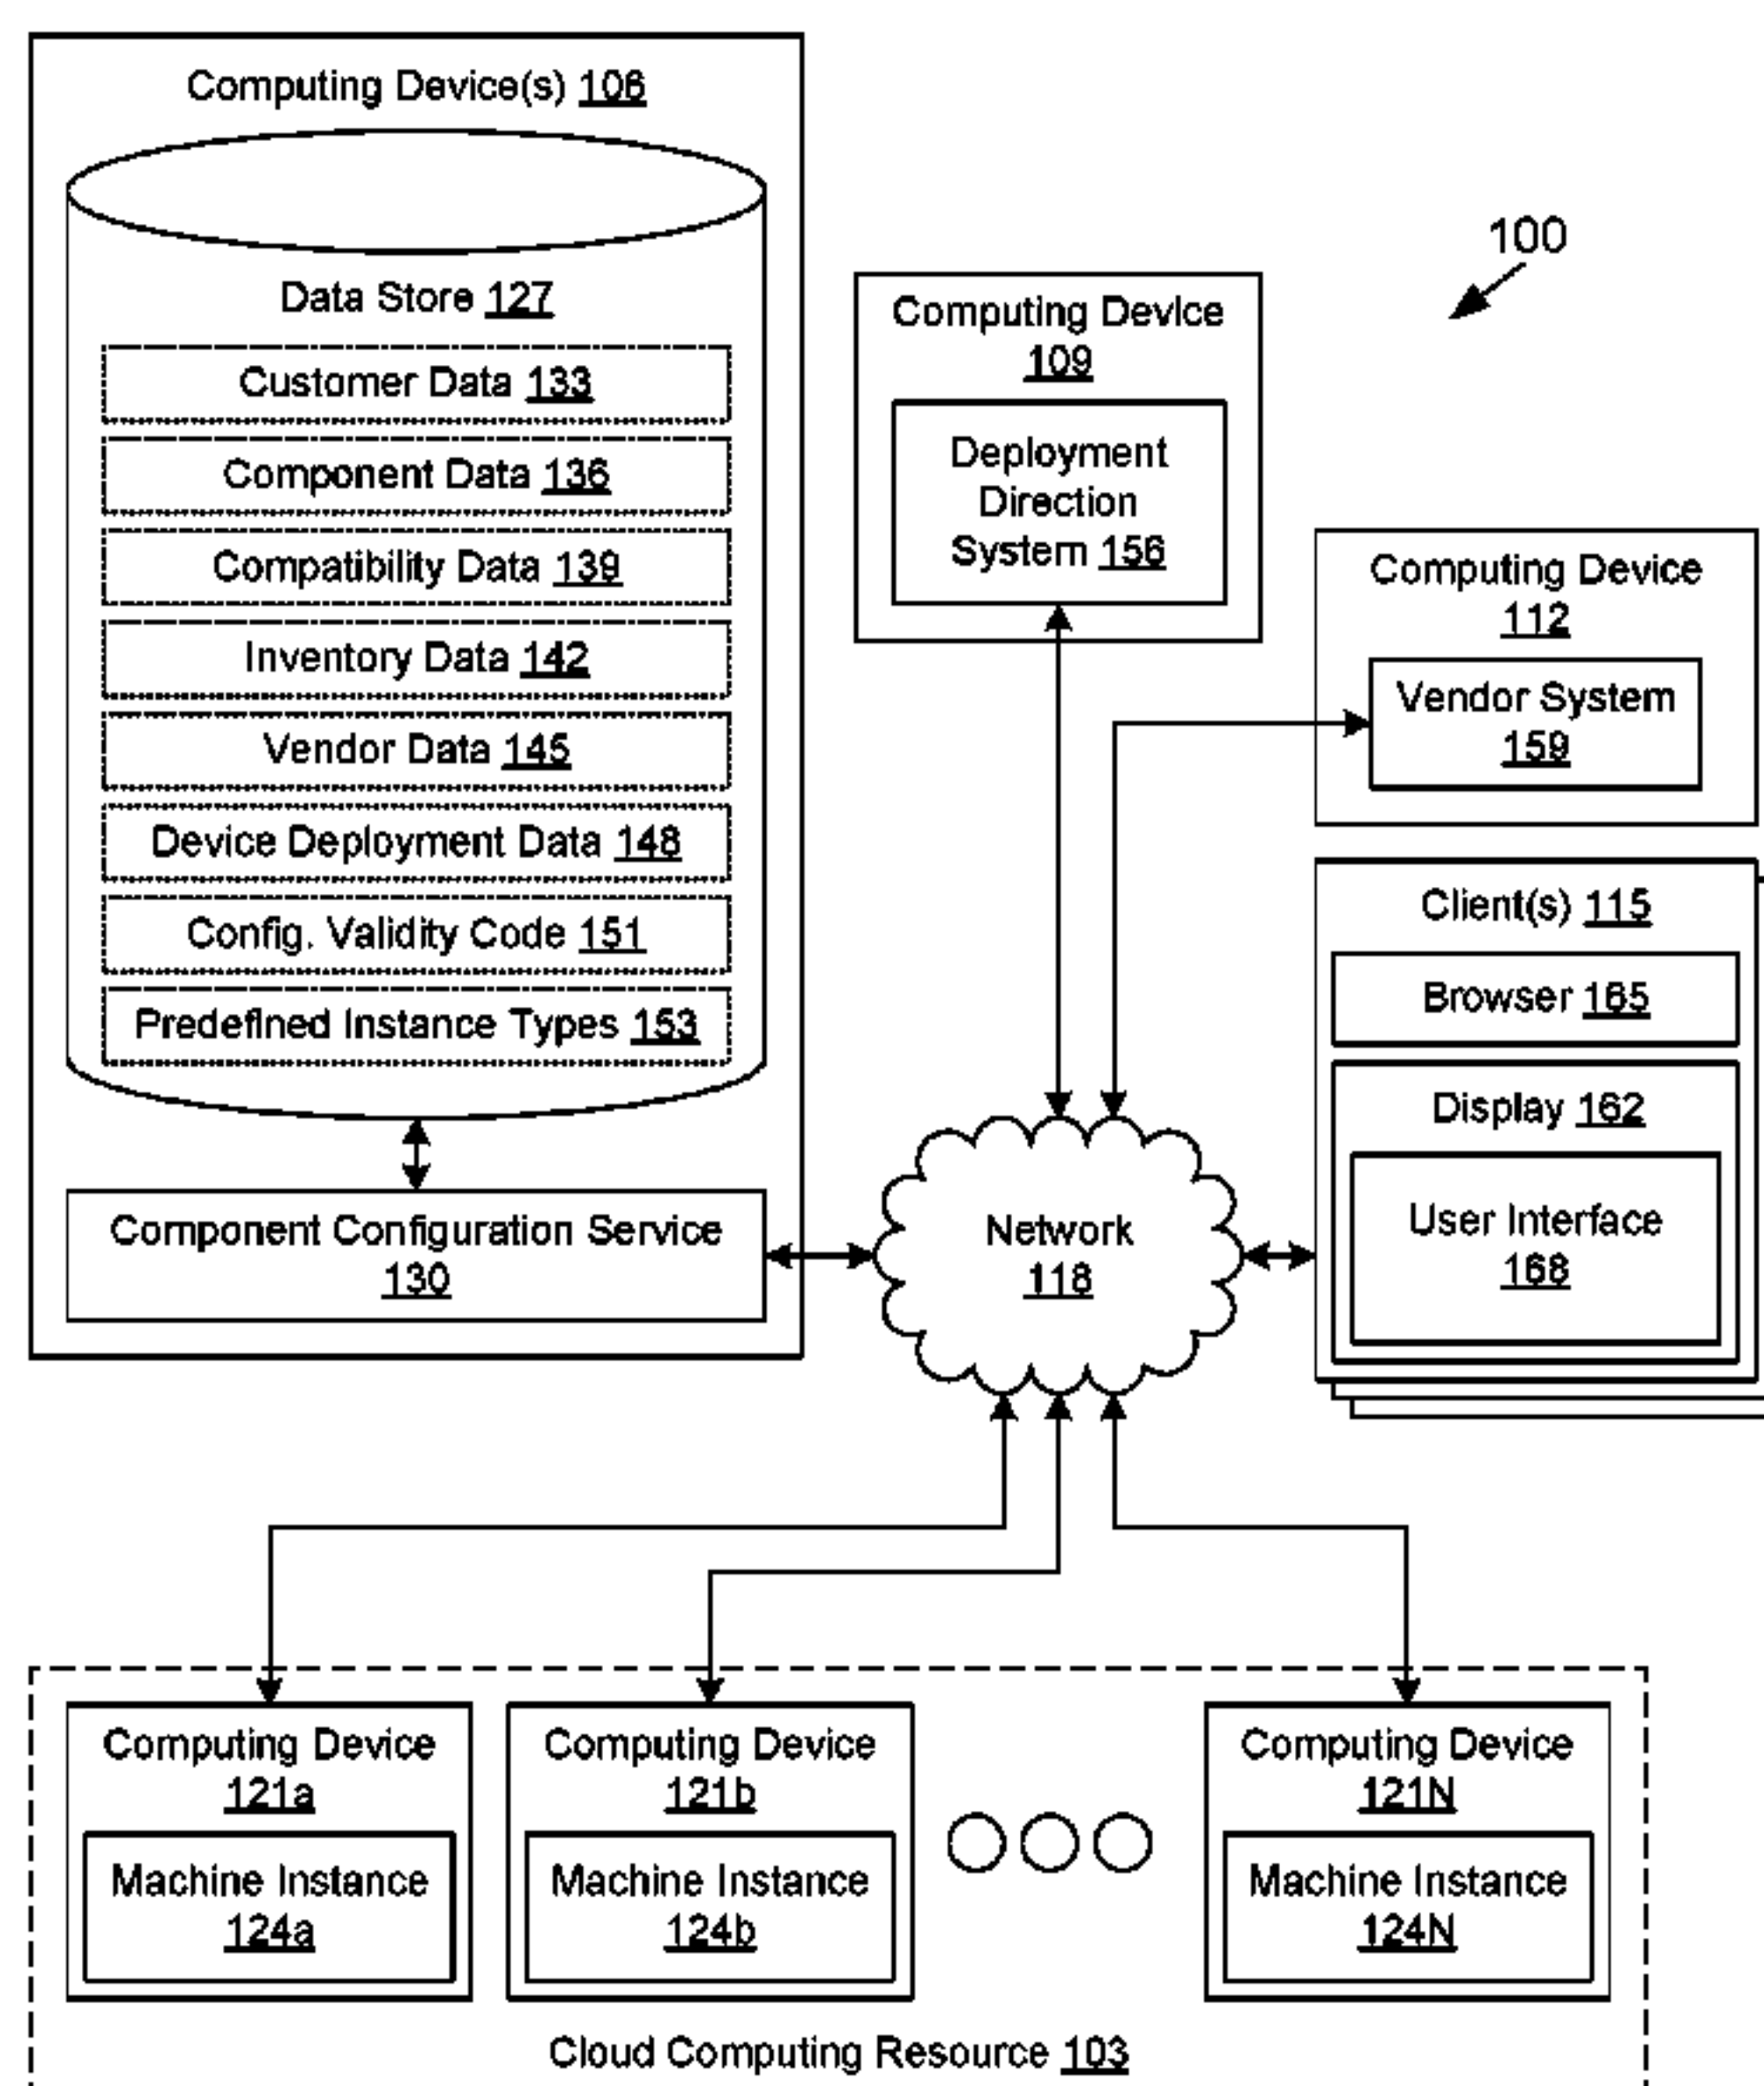 Computing Device(s) 106
Data Store 127
Customer Data 133
Component Data 136
Compatibility Data 139
Inventory Data 142
Vendor Data 145
Device Deployment Data 148
Config. Validity Code 151
Predefined Instance Types 153
Component Configuration Service
130
100
Computing Device
109
Deployment
Direction
System 156
Computing Device
112
Vendor System
159
Client(s) 115
Browser 165
Display 162
User Interface
168
Network
118
Computing Device
121a
Machine Instance
124a
Computing Device
121b
Machine Instance
124b
Computing Device
121N
Machine Instance
124N
Cloud Computing Resource 103